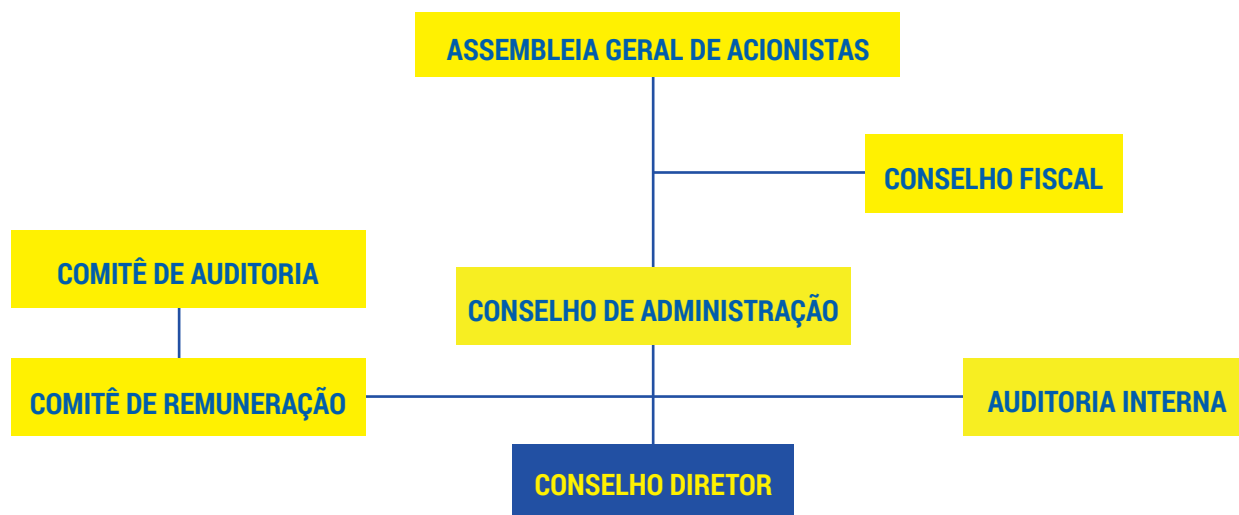 ASSEMBLEIA GERAL DE ACIONISTAS
CONSELHO FISCAL
COMITÊ DE AUDITORIA
CONSELHO DE ADMINISTRAÇÃO
COMITÊ DE REMUNERAÇÃO
AUDITORIA INTERNA
CONSELHO DIRETOR